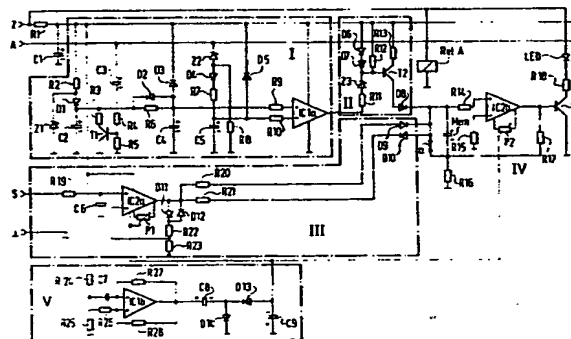 Z
R1
A
C1
R2
R3
C3
D1
Z1
C2
T1
R4
R5
D2
D3
R6
C4
Z2
D4
R7
C5
R8
D5
I
R9
R10
IC1a
II
D6
D7
Z3
R12
R13
T2
R11
D8
Rel A
LED
R18
R14
Mem
R15
R16
IC2b
P2
R17
IV
D9
D10
S
R19
C6
IC2a
P1
D11
D12
R20
R21
R22
R23
III
V
C7
R25
R26
R27
IC1b
R28
C8
D13
D14
C9